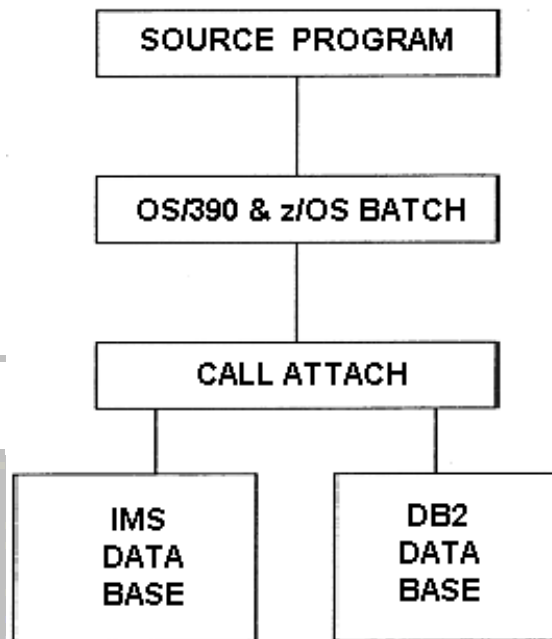 SOURCE PROGRAM
OS/390 & z/OS BATCH
CALL ATTACH
IMS
DATA
BASE
DB2
DATA
BASE